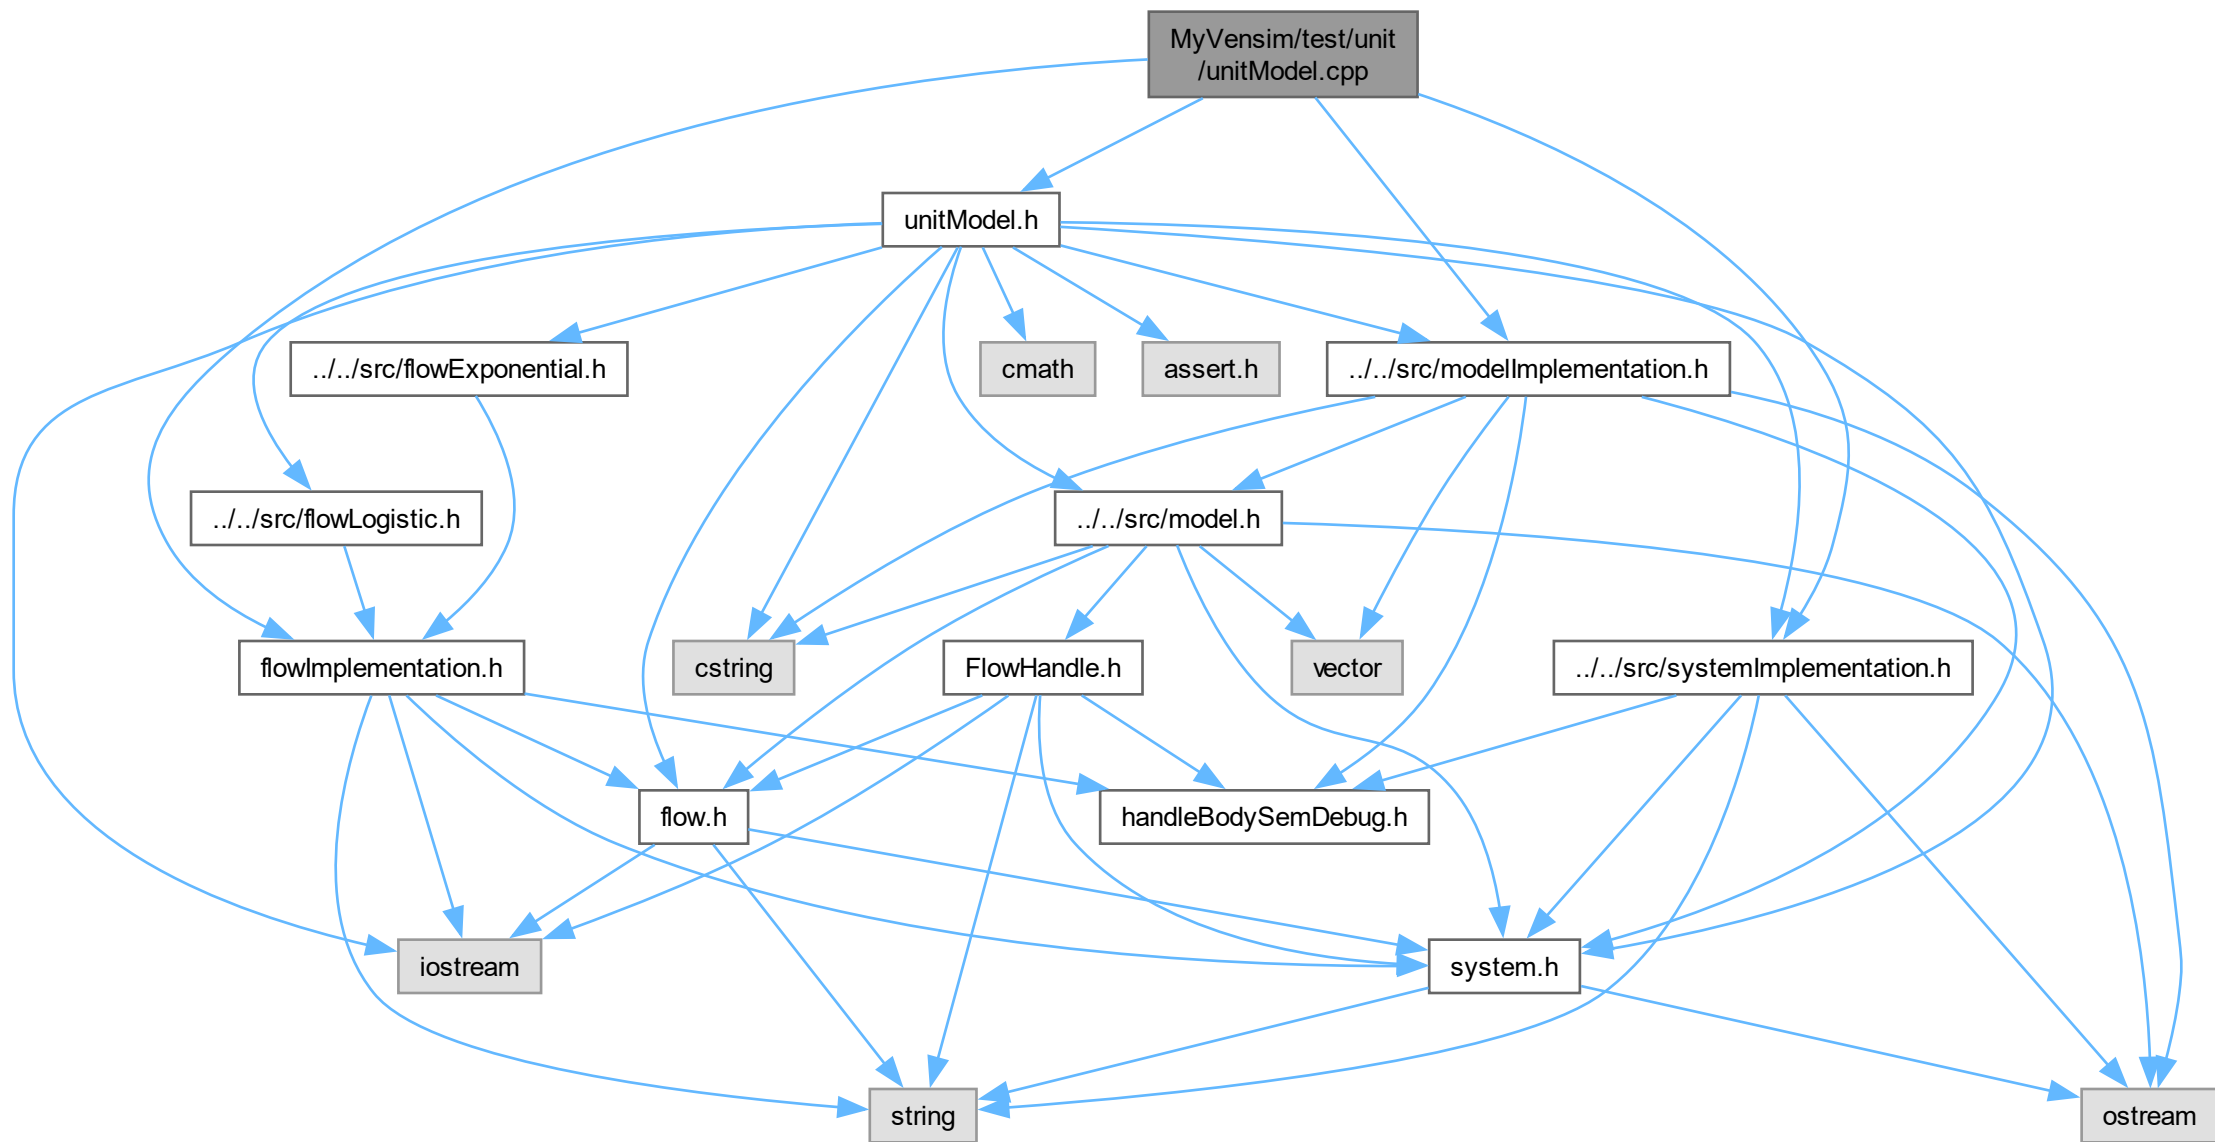 MyVensim/test/unit
/unitModel.cpp
unitModel.h
../../src/flowExponential.h
cmath
assert.h
../../src/modelImplementation.h
../../src/flowLogistic.h
../../src/model.h
flowImplementation.h
cstring
FlowHandle.h
vector
../../src/systemImplementation.h
flow.h
handleBodySemDebug.h
iostream
system.h
string
ostream